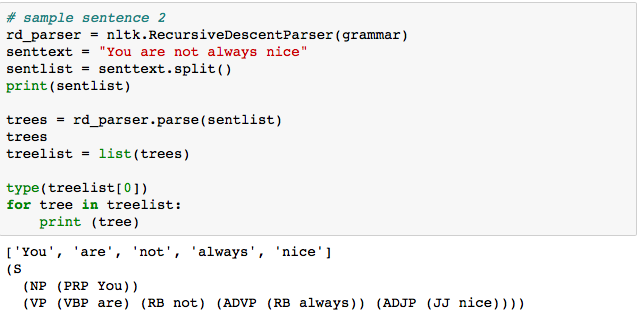 # sample sentence 2
rd_parser = nltk.RecursiveDescentParser(grammar)
senttext = "You are not always nice"
sentlist = senttext.split()
print(sentlist)

trees = rd_parser.parse(sentlist)
trees
treelist = list(trees)

type(treelist[0])
for tree in treelist:
    print (tree)

['You', 'are', 'not', 'always', 'nice']
(S
  (NP (PRP You))
  (VP (VBP are) (RB not) (ADVP (RB always)) (ADJP (JJ nice))))